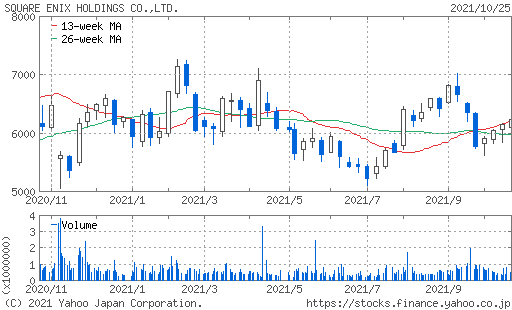 SQUARE ENIX HOLDINGS CO.,LTD. 2021/10/25
8000
13-week MA
26-week MA
7000
6000
5000
2020/11 2021/1 2021/3 2021/5 2021/7 2021/9
4
Volume
3
2
1
0
(x1000000)
2020/11 2021/1 2021/3 2021/5 2021/7 2021/9
(C) 2021 Yahoo Japan Corporation. https://stocks.finance.yahoo.co.jp